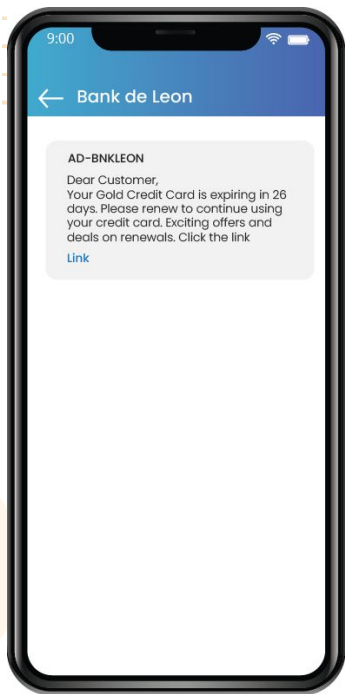 9:00
Bank de Leon
AD-BNKLEON
Dear Customer,
Your Gold Credit Card is expiring in 26
days. Please renew to continue using
your credit card. Exciting offers and
deals on renewals. Click the link
Link